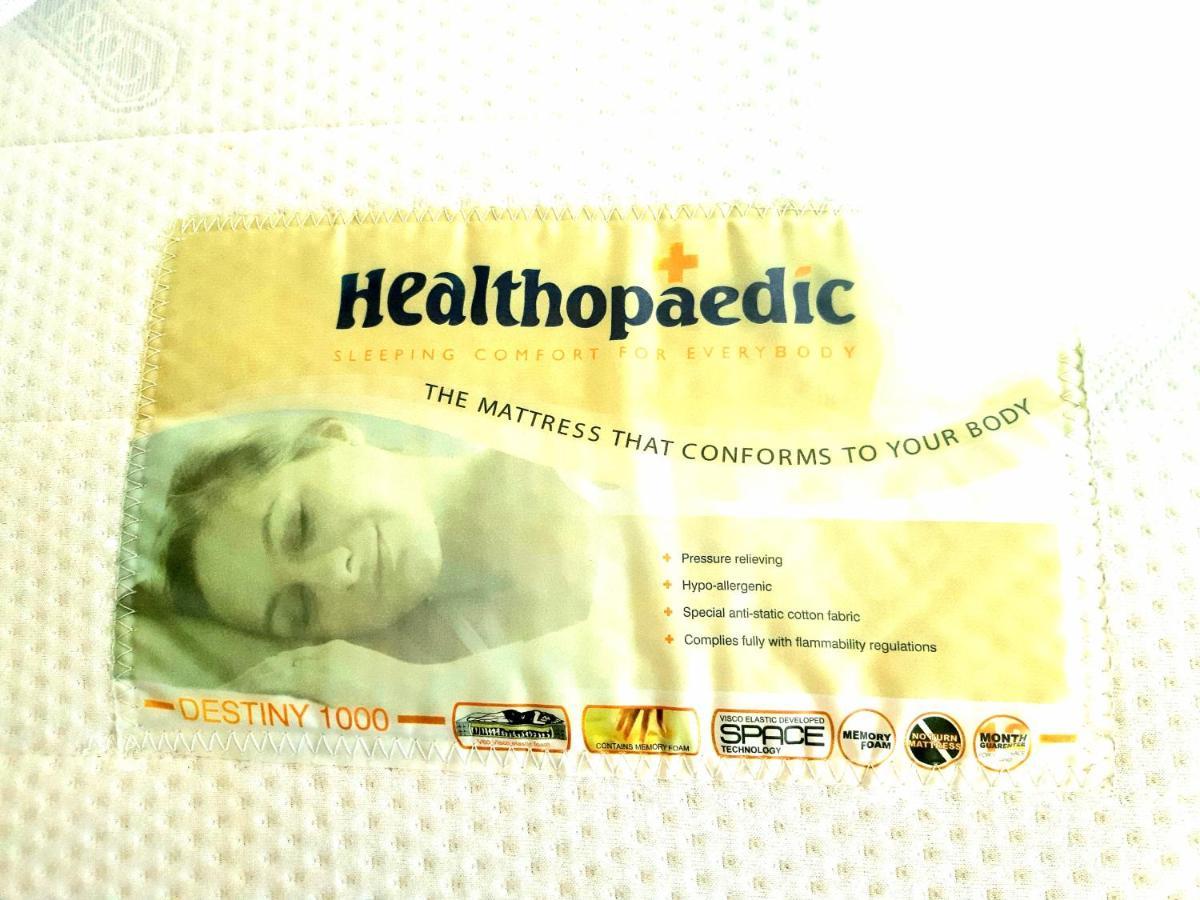 Healthopaedic
SLEEPING COMFORT FOR EVERYBODY
THE MATTRESS THAT CONFORMS TO YOUR BODY
Pressure relieving
Hypo-allergenic
Special anti-static cotton fabric
Complies fully with flammability regulations
DESTINY 1000
CONTAINS MEMORY FOAM
VISCO ELASTIC DEVELOPED
SPACE
TECHNOLOGY
MEMORY
FOAM
NO TURN
MATTRESS
MONTH